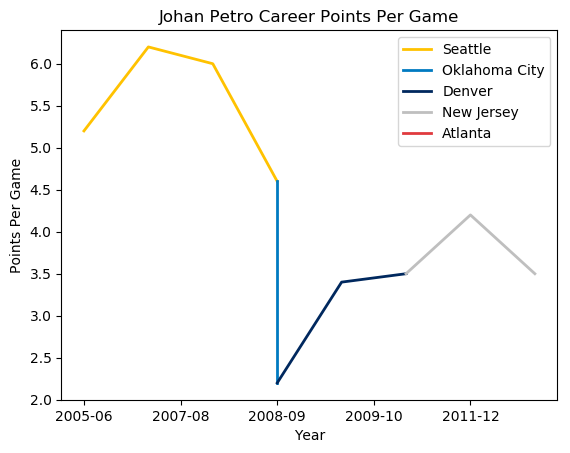 Johan Petro Career Points Per Game
Seattle
Oklahoma City
Denver
New Jersey
Atlanta
Points Per Game
6.0
5.5
5.0
4.5
4.0
3.5
3.0
2.5
2.0
2005-06 2007-08 2008-09 2009-10 2011-12
Year